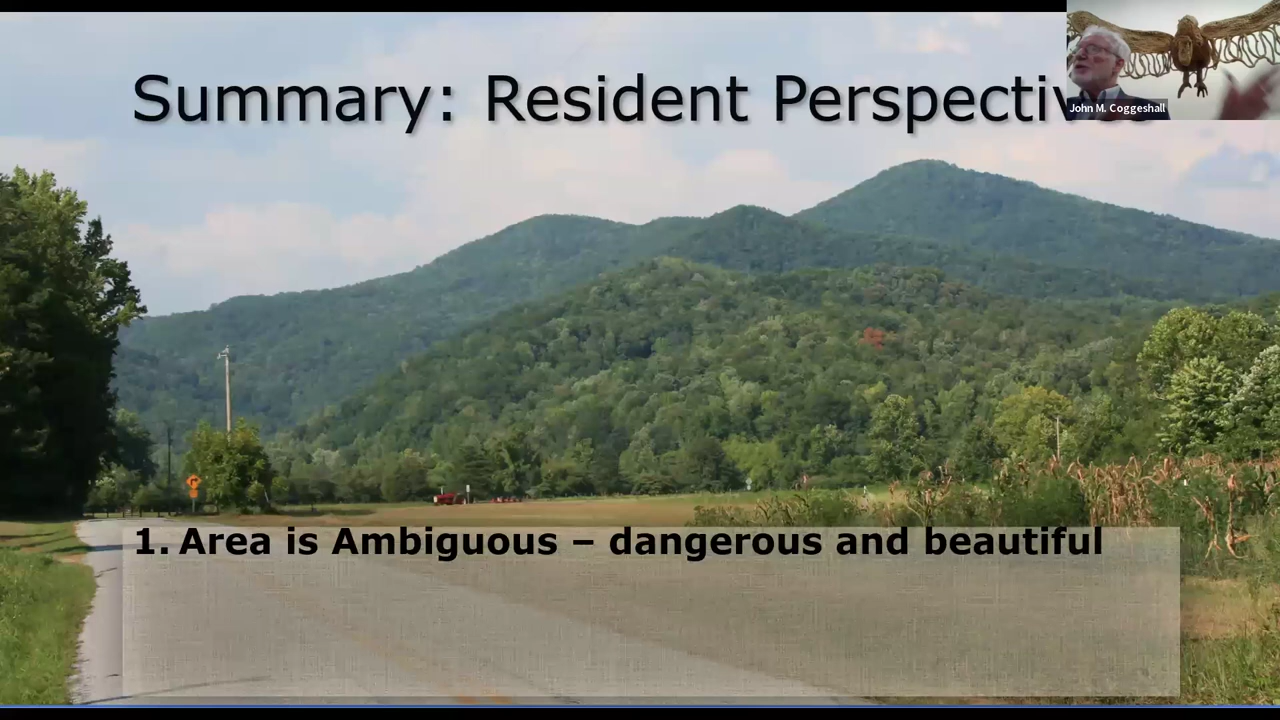 Summary: Resident Perspectiv
John M. Coggeshall
1. Area is Ambiguous – dangerous and beautiful